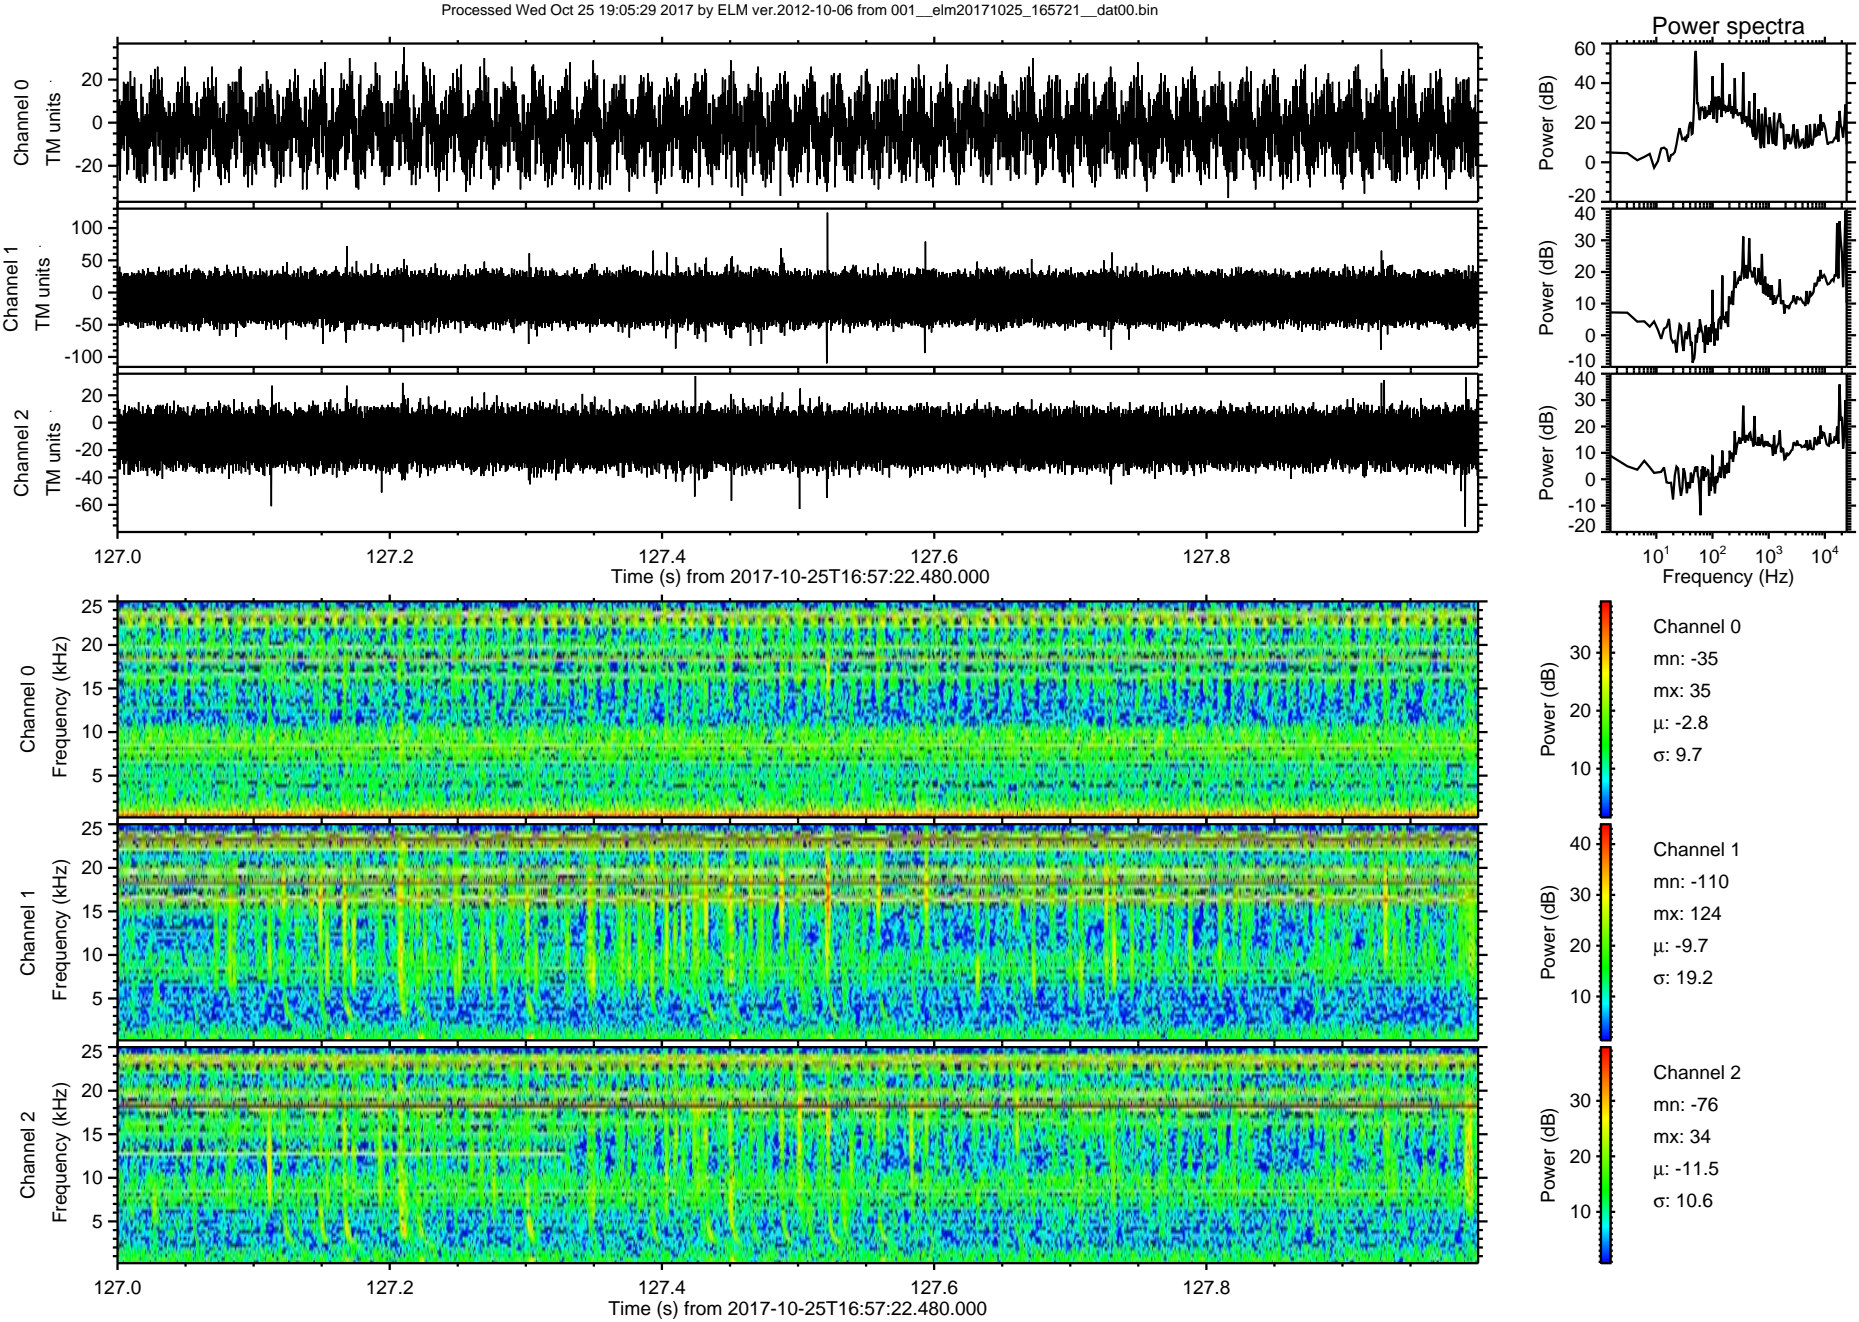 Processed Wed Oct 25 19:05:29 2017 by ELM ver.2012-10-06 from 001__elm20171025_165721__dat00.bin
Power spectra
Channel 0
TM units
20
0
-20
Power (dB)
60
40
20
0
-20
Channel 1
TM units
100
50
0
-50
-100
Power (dB)
40
30
20
10
0
-10
Channel 2
TM units
20
0
-20
-40
-60
Power (dB)
40
30
20
10
0
-10
-20
127.0 127.2 127.4 127.6 127.8
Time (s) from 2017-10-25T16:57:22.480.000
10¹ 10² 10³ 10⁴
Frequency (Hz)
Channel 0
Frequency (kHz)
25
20
15
10
5
Power (dB)
30
20
10
Channel 0
mn: -35
mx: 35
μ: -2.8
σ: 9.7
Channel 1
Frequency (kHz)
25
20
15
10
5
Power (dB)
40
30
20
10
Channel 1
mn: -110
mx: 124
μ: -9.7
σ: 19.2
Channel 2
Frequency (kHz)
25
20
15
10
5
Power (dB)
30
20
10
Channel 2
mn: -76
mx: 34
μ: -11.5
σ: 10.6
127.0 127.2 127.4 127.6 127.8
Time (s) from 2017-10-25T16:57:22.480.000